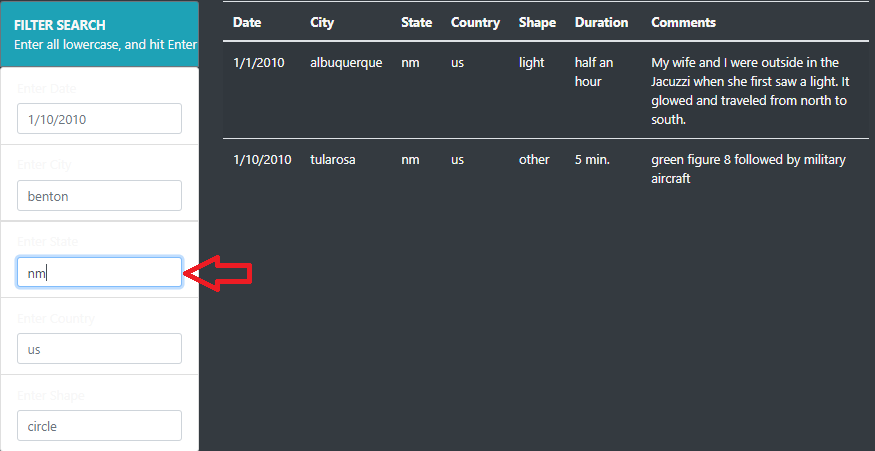 FILTER SEARCH
Enter all lowercase, and hit Enter
Enter Date
1/10/2010
Enter City
benton
Enter State
nm
Enter Country
us
Enter Shape
circle
Date City State Country Shape Duration Comments
1/1/2010 albuquerque nm us light half an My wife and I were outside in the
hour Jacuzzi when she first saw a light. It
glowed and traveled from north to
south.
1/10/2010 tularosa nm us other 5 min. green figure 8 followed by military
aircraft